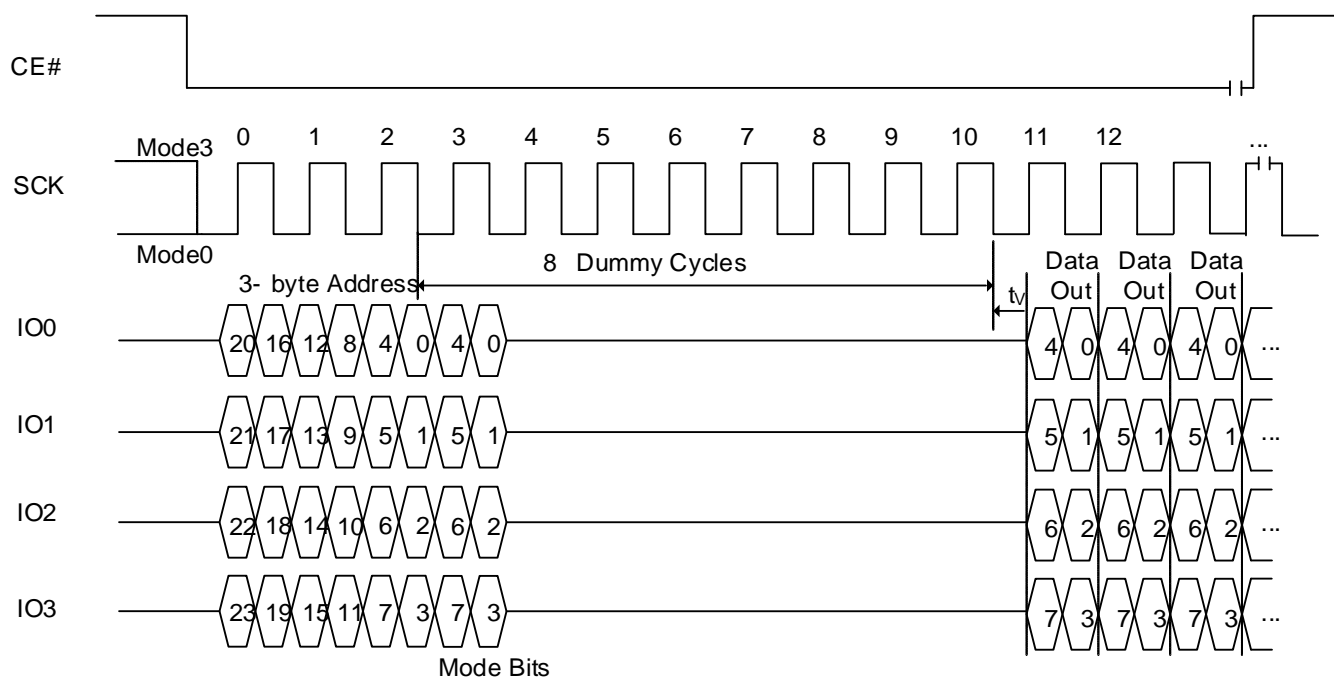 CE#
0 1 2 3 4 5 6 7 8 9 10 11 12 ...
Mode3
SCK
Mode0
8 Dummy Cycles
Data Data Data
Out Out Out
3- byte Address
tV
IO0 20 16 12 8 4 0 4 0 4 0 4 0 4 0 ...
IO1 21 17 13 9 5 1 5 1 5 1 5 1 5 1 ...
IO2 22 18 14 10 6 2 6 2 6 2 6 2 6 2 ...
IO3 23 19 15 11 7 3 7 3 7 3 7 3 7 3 ...
Mode Bits